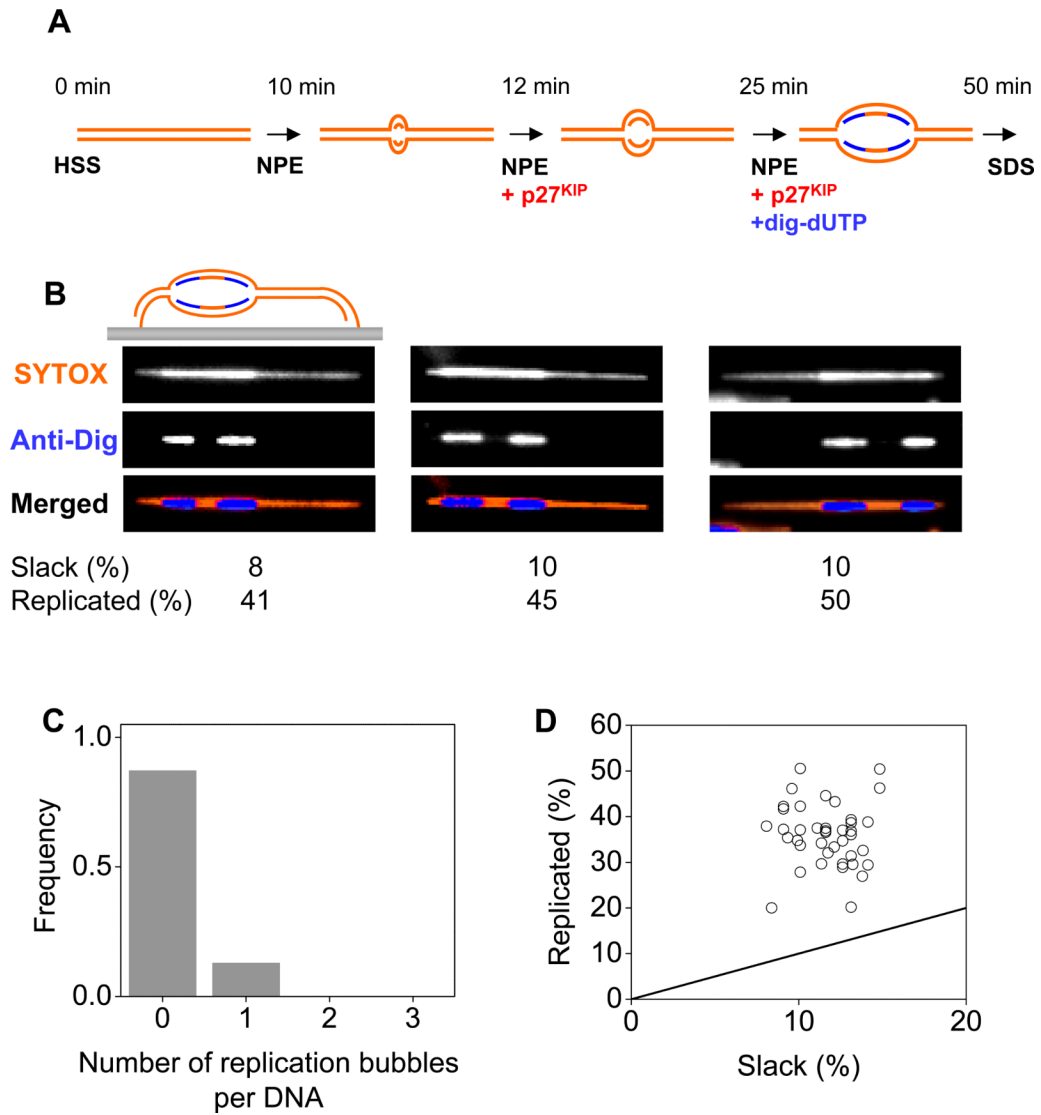 A
0 min 10 min 12 min 25 min 50 min
HSS NPE NPE NPE SDS
+ p27KIP + p27KIP
+dig-dUTP
B
SYTOX
Anti-Dig
Merged
Slack (%) 8 10 10
Replicated (%) 41 45 50
C
1.0
0.5
0.0
Frequency
0 1 2 3
Number of replication bubbles
per DNA
D
60
50
40
30
20
10
0
Replicated (%)
0 10 20
Slack (%)